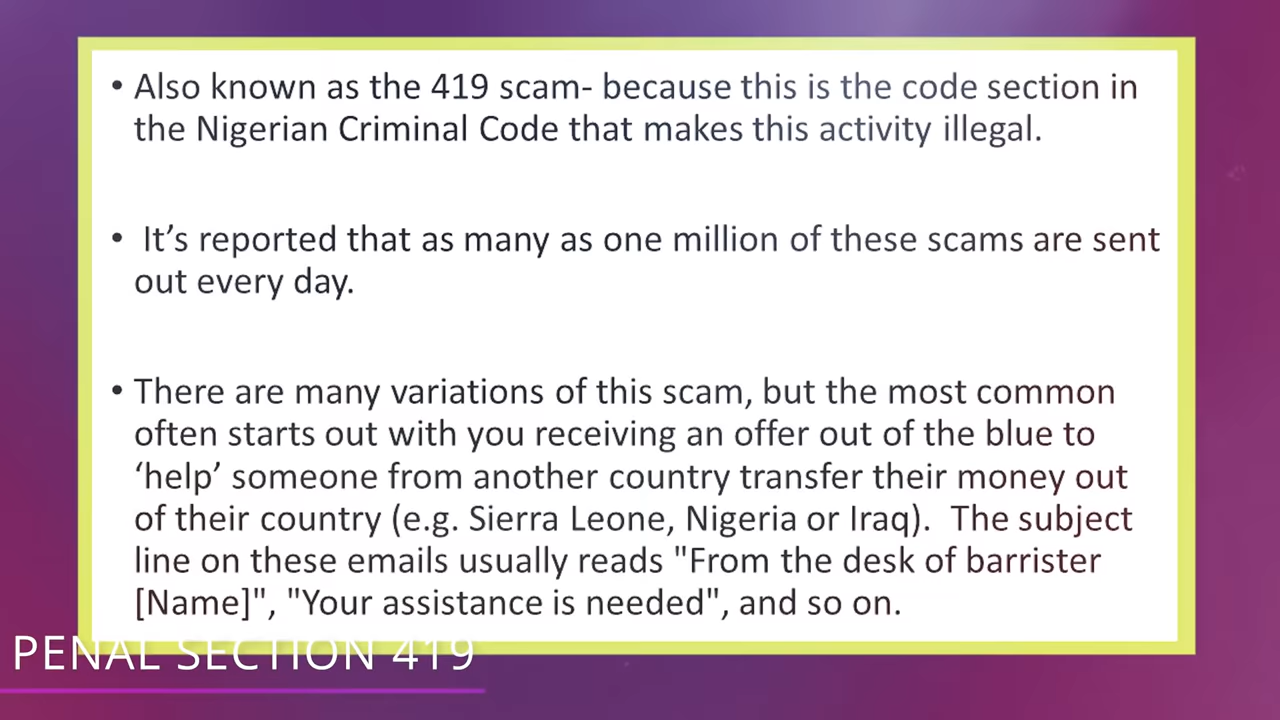 • Also known as the 419 scam- because this is the code section in
the Nigerian Criminal Code that makes this activity illegal.
• It’s reported that as many as one million of these scams are sent
out every day.
• There are many variations of this scam, but the most common
often starts out with you receiving an offer out of the blue to
‘help’ someone from another country transfer their money out
of their country (e.g. Sierra Leone, Nigeria or Iraq).  The subject
line on these emails usually reads "From the desk of barrister
[Name]", "Your assistance is needed", and so on.
PENAL SECTION 419